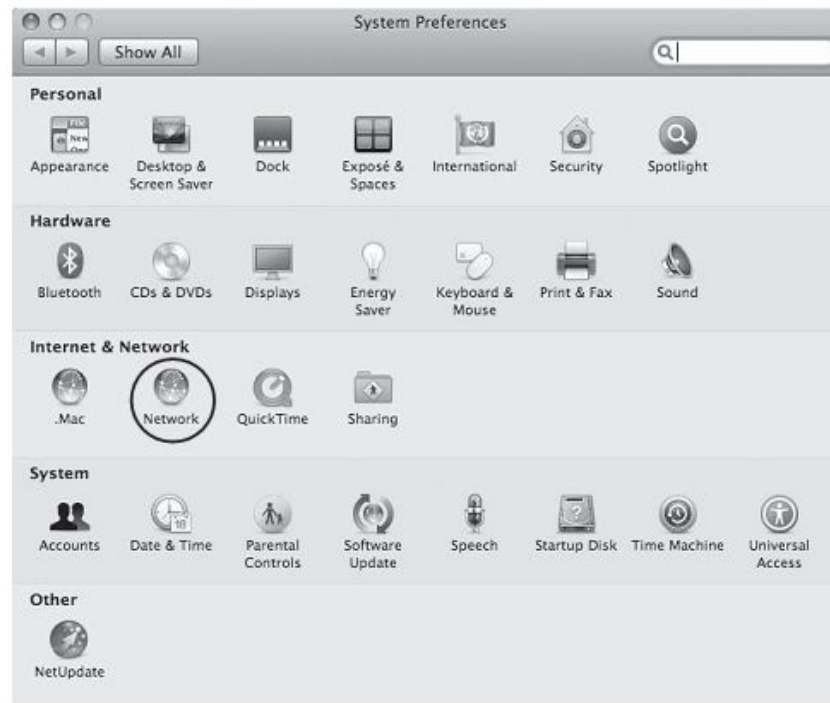 System Preferences
Show All
Personal
Appearance
Desktop &
Screen Saver
Dock
Exposé &
Spaces
International
Security
Spotlight
Hardware
Bluetooth
CDs & DVDs
Displays
Energy
Saver
Keyboard &
Mouse
Print & Fax
Sound
Internet & Network
.Mac
Network
QuickTime
Sharing
System
Accounts
Date & Time
Parental
Controls
Software
Update
Speech
Startup Disk
Time Machine
Universal
Access
Other
NetUpdate